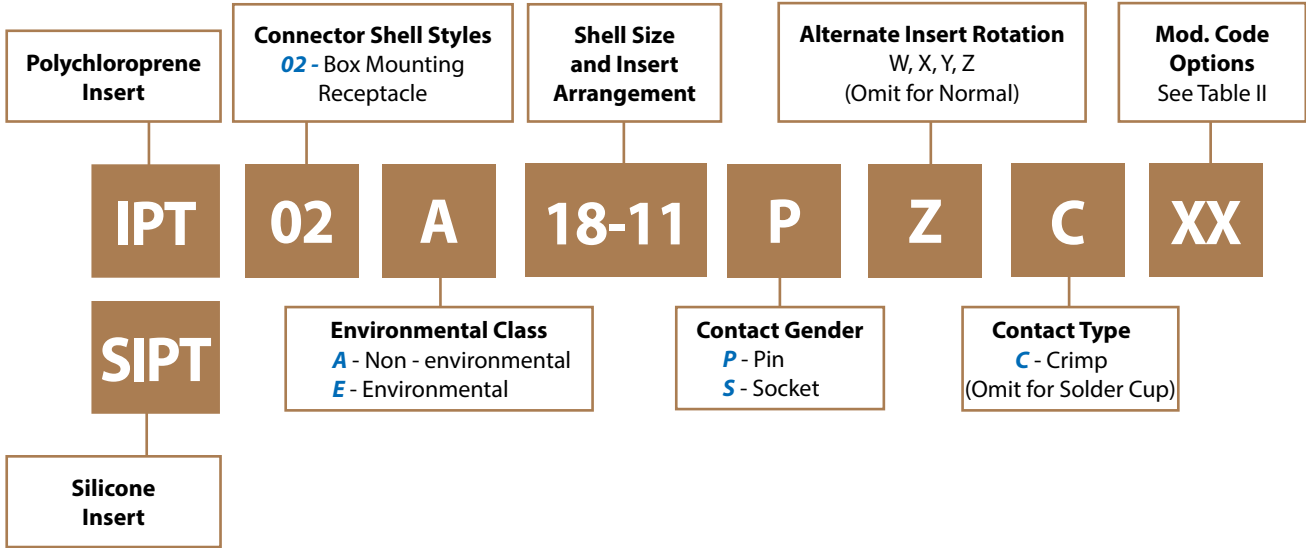 Polychloroprene
Insert
Connector Shell Styles
02 - Box Mounting
Receptacle
Shell Size
and Insert
Arrangement
Alternate Insert Rotation
W, X, Y, Z
(Omit for Normal)
Mod. Code
Options
See Table II
IPT
02
A
18-11
P
Z
C
XX
SIPT
Environmental Class
A - Non - environmental
E - Environmental
Contact Gender
P - Pin
S - Socket
Contact Type
C - Crimp
(Omit for Solder Cup)
Silicone
Insert